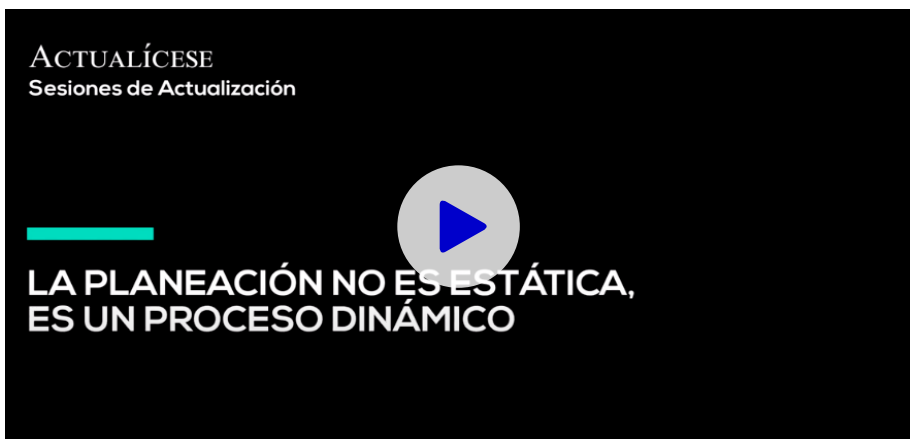 ACTUALÍCESE
Sesiones de Actualización
LA PLANEACIÓN NO ES ESTÁTICA,
ES UN PROCESO DINÁMICO